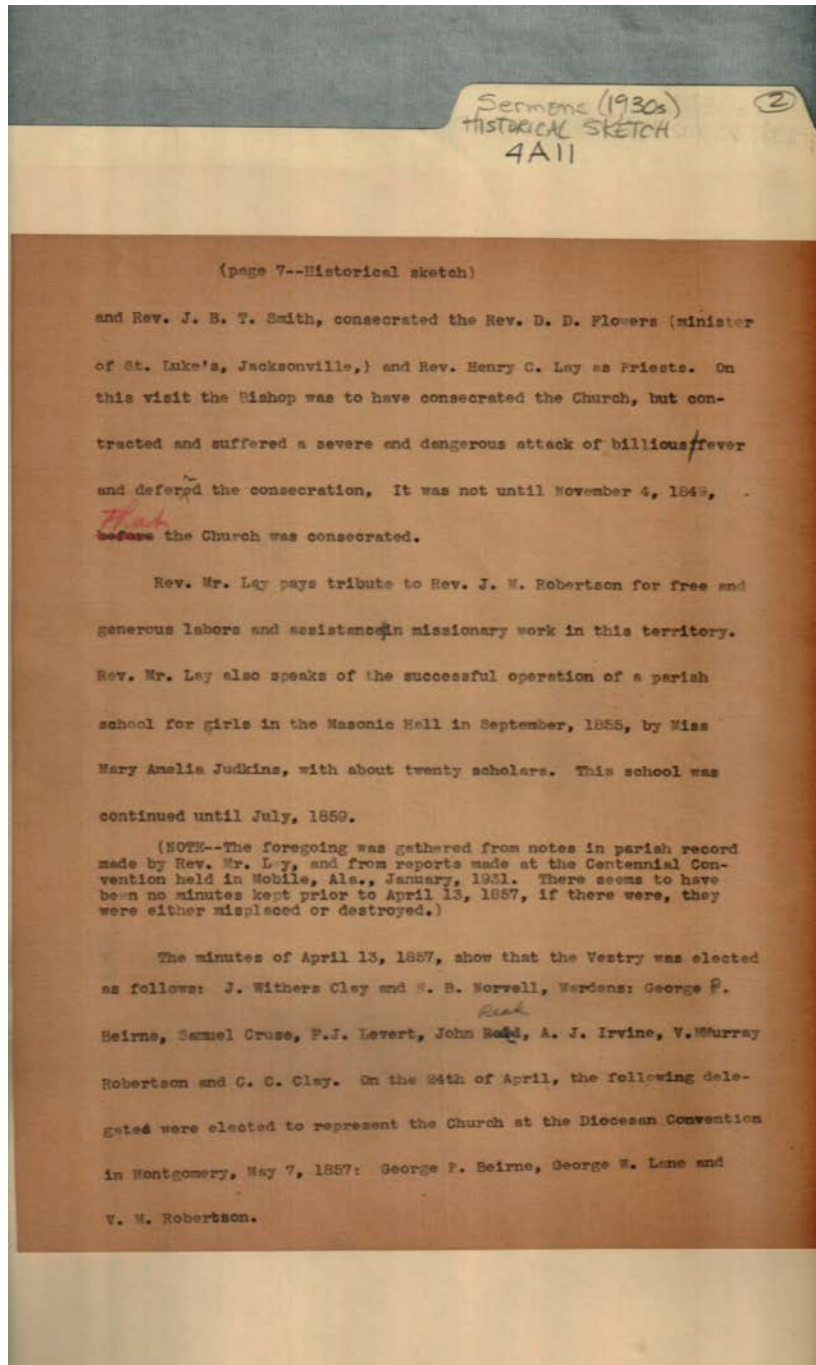 Sermons (1930s)
HISTORICAL SKETCH
4A11
2
(page 7--Historical sketch)
and Rev. J. B. T. Smith, consecrated the Rev. D. D. Flowers (minister
of St. Luke's, Jacksonville,) and Rev. Henry C. Lay as Priests. On
this visit the Bishop was to have consecrated the Church, but con-
tracted and suffered a severe and dangerous attack of billious/fever
and defered the consecration, It was not until November 4, 1849,
That
before the Church was consecrated.
Rev. Mr. Lay pays tribute to Rev. J. M. Robertson for free and
generous labors and assistance in missionary work in this territory.
Rev. Mr. Lay also speaks of the successful operation of a parish
school for girls in the Masonic Hall in September, 1855, by Miss
Mary Amelia Judkins, with about twenty scholars. This school was
continued until July, 1859.
(NOTE--The foregoing was gathered from notes in parish record
made by Rev. Mr. Lay, and from reports made at the Centennial Con-
vention held in Mobile, Ala., January, 1931. There seems to have
been no minutes kept prior to April 13, 1857, if there were, they
were either misplaced or destroyed.)
The minutes of April 13, 1857, show that the Vestry was elected
as follows: J. Withers Clay and S. B. Norvell, Wardens: George P.
Read
Beirne, Samuel Cruse, F.J. Levert, John Read, A. J. Irvine, V.MMurray
Robertson and C. C. Clay. On the 24th of April, the following dele-
gates were elected to represent the Church at the Diocesan Convention
in Montgomery, May 7, 1857: George P. Beirne, George W. Lane and
V. M. Robertson.